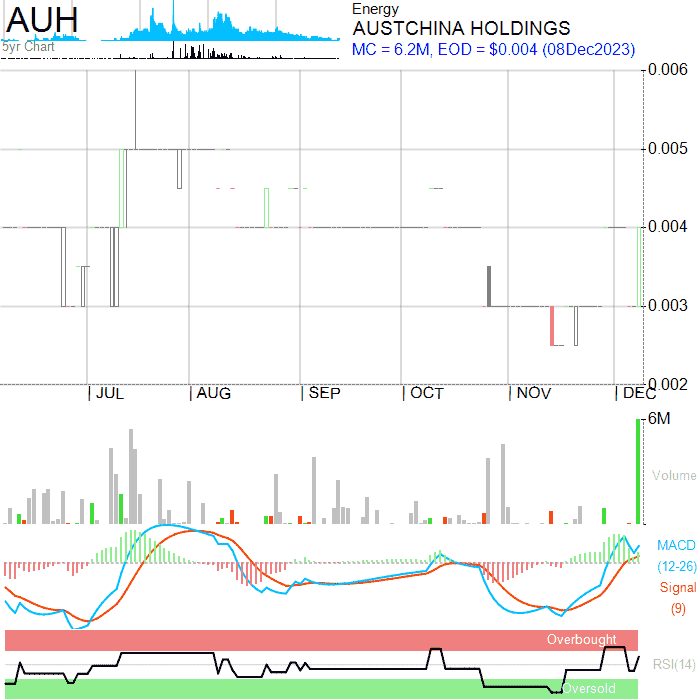 AUH
5yr Chart
Energy
AUSTCHINA HOLDINGS
MC = 6.2M, EOD = $0.004 (08Dec2023)
0.006
0.005
0.004
0.003
0.002
JUL AUG SEP OCT NOV DEC
6M
Volume
MACD
(12-26)
Signal
(9)
Overbought
RSI(14)
Oversold